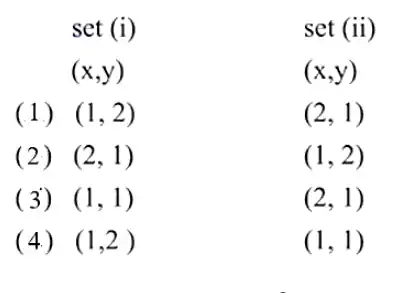 set (i) set (ii)
(x,y) (x,y)
(1) (1, 2) (2, 1)
(2) (2, 1) (1, 2)
(3) (1, 1) (2, 1)
(4) (1,2 ) (1, 1)